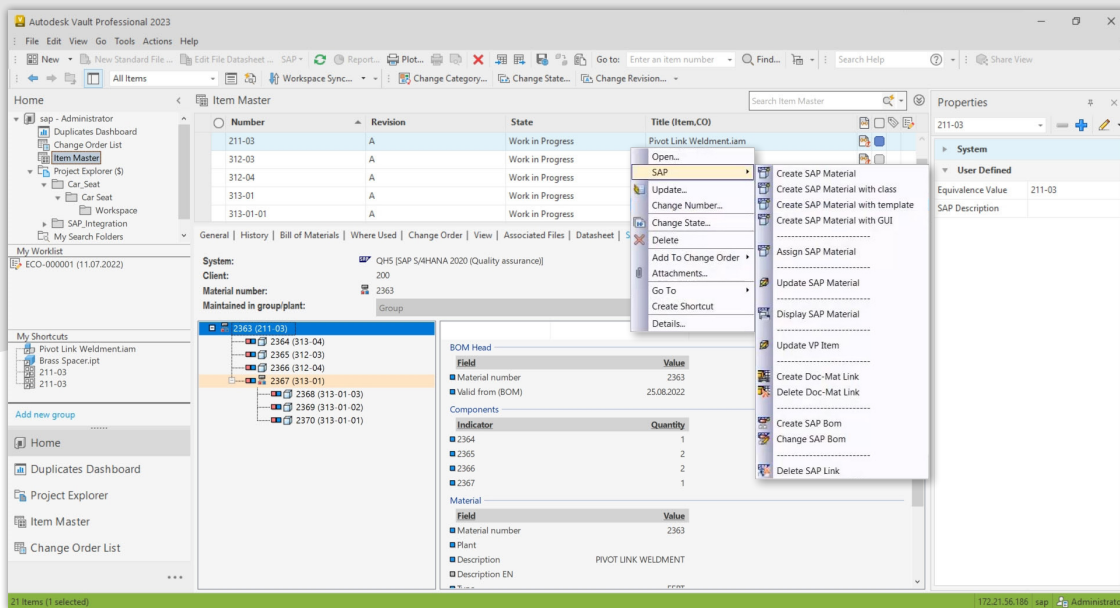 Autodesk Vault Professional 2023
File Edit View Go Tools Actions Help
New New Standard File ... Edit File Datasheet ... SAP Report... Plot... Go to: Enter an item number Find... Search Help Share View
All Items Workspace Sync... Change Category... Change State... Change Revision...
Home
sap - Administrator
Duplicates Dashboard
Change Order List
Item Master
Project Explorer ($)
Car_Seat
Car Seat
Workspace
SAP_Integration
My Search Folders
My Worklist
ECO-000001 (11.07.2022)
My Shortcuts
Pivot Link Weldment.iam
Brass Spacer.ipt
211-03
211-03
Add new group
Home
Duplicates Dashboard
Project Explorer
Item Master
Change Order List
Item Master Search Item Master
Number Revision State Title (Item,CO)
211-03 A Work in Progress Pivot Link Weldment.iam
312-03 A Work in Progress
312-04 A Work in Progress
313-01 A Work in Progress
313-01-01 A Work in Progress
General | History | Bill of Materials | Where Used | Change Order | View | Associated Files | Datasheet |
System: QH5 [SAP S/4HANA 2020 (Quality assurance)]
Client: 200
Material number: 2363
Maintained in group/plant: Group
2363 (211-03)
2364 (313-04)
2365 (312-03)
2366 (312-04)
2367 (313-01)
2368 (313-01-03)
2369 (313-01-02)
2370 (313-01-01)
BOM Head
Field Value
Material number 2363
Valid from (BOM) 25.08.2022
Components
Indicator Quantity
2364 1
2365 2
2366 2
2367 1
Material
Field Value
Material number 2363
Plant
Description PIVOT LINK WELDMENT
Description EN
Open...
SAP
Update...
Change Number...
Change State...
Delete
Add To Change Order
Attachments...
Go To
Create Shortcut
Details...
Create SAP Material
Create SAP Material with class
Create SAP Material with template
Create SAP Material with GUI
------------------------
Assign SAP Material
------------------------
Update SAP Material
------------------------
Display SAP Material
------------------------
Update VP Item
------------------------
Create Doc-Mat Link
Delete Doc-Mat Link
------------------------
Create SAP Bom
Change SAP Bom
------------------------
Delete SAP Link
Properties
211-03
System
User Defined
Equivalence Value 211-03
SAP Description
21 Items (1 selected) 172.21.56.186 sap Administrator